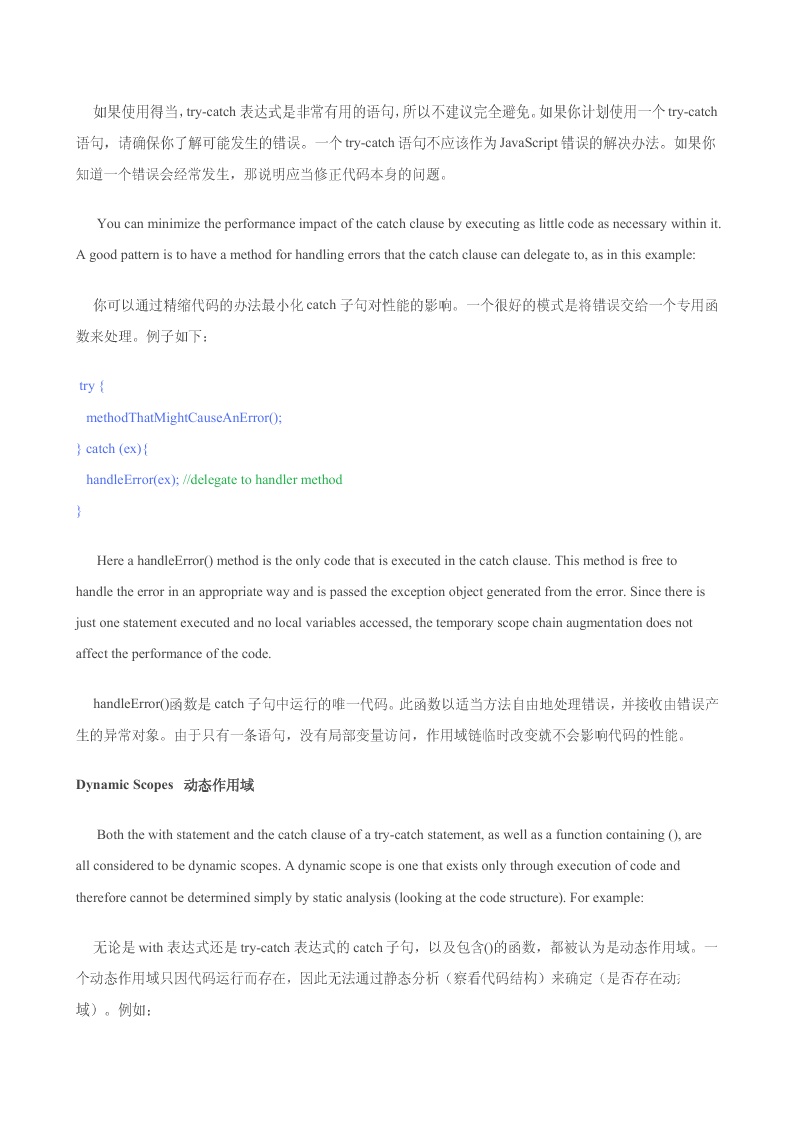 如果使用得当，try-catch 表达式是非常有用的语句，所以不建议完全避免。如果你计划使用一个 try-catch
语句，请确保你了解可能发生的错误。一个 try-catch 语句不应该作为 JavaScript 错误的解决办法。如果你
知道一个错误会经常发生，那说明应当修正代码本身的问题。
You can minimize the performance impact of the catch clause by executing as little code as necessary within it.
A good pattern is to have a method for handling errors that the catch clause can delegate to, as in this example:
你可以通过精缩代码的办法最小化 catch 子句对性能的影响。一个很好的模式是将错误交给一个专用函
数来处理。例子如下：
try {
methodThatMightCauseAnError();
} catch (ex){
handleError(ex); //delegate to handler method
}
Here a handleError() method is the only code that is executed in the catch clause. This method is free to
handle the error in an appropriate way and is passed the exception object generated from the error. Since there is
just one statement executed and no local variables accessed, the temporary scope chain augmentation does not
affect the performance of the code.
handleError()函数是 catch 子句中运行的唯一代码。此函数以适当方法自由地处理错误，并接收由错误产
生的异常对象。由于只有一条语句，没有局部变量访问，作用域链临时改变就不会影响代码的性能。
Dynamic Scopes 动态作用域
Both the with statement and the catch clause of a try-catch statement, as well as a function containing (), are
all considered to be dynamic scopes. A dynamic scope is one that exists only through execution of code and
therefore cannot be determined simply by static analysis (looking at the code structure). For example:
无论是 with 表达式还是 try-catch 表达式的 catch 子句，以及包含()的函数，都被认为是动态作用域。一
个动态作用域只因代码运行而存在，因此无法通过静态分析（察看代码结构）来确定（是否存在动
域）。例如：